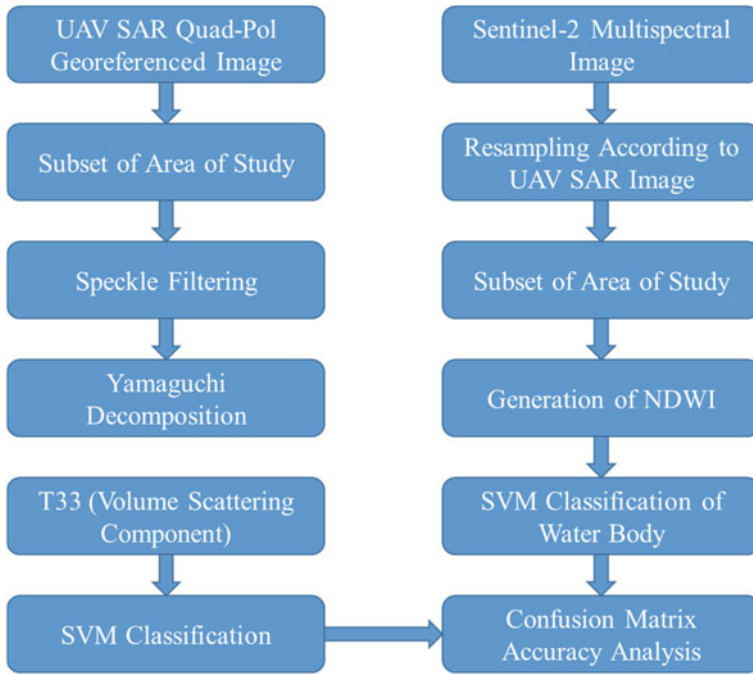 UAV SAR Quad-Pol
Georeferenced Image
Subset of Area of Study
Speckle Filtering
Yamaguchi
Decomposition
T33 (Volume Scattering
Component)
SVM Classification
Sentinel-2 Multispectral
Image
Resampling According to
UAV SAR Image
Subset of Area of Study
Generation of NDWI
SVM Classification of
Water Body
Confusion Matrix
Accuracy Analysis